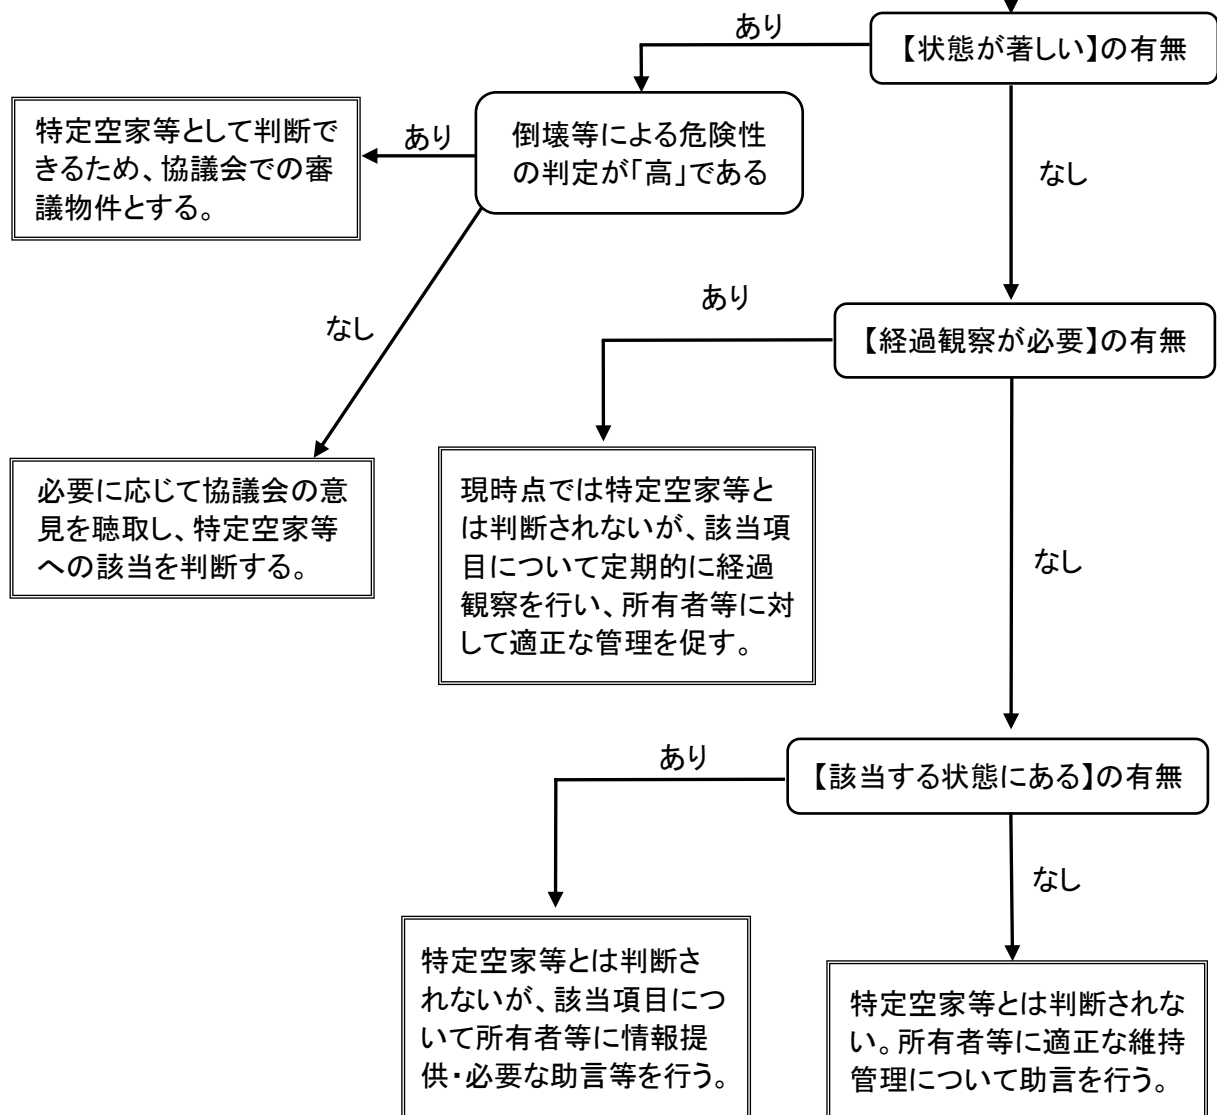 あり
【状態が著しい】の有無
特定空家等として判断で
きるため、協議会での審
議物件とする。
あり
倒壊等による危険性
の判定が「高」である
なし
あり
なし
【経過観察が必要】の有無
必要に応じて協議会の意
見を聴取し、特定空家等
への該当を判断する。
現時点では特定空家等と
は判断されないが、該当項
目について定期的に経過
観察を行い、所有者等に対
して適正な管理を促す。
なし
あり
【該当する状態にある】の有無
なし
特定空家等とは判断さ
れないが、該当項目につ
いて所有者等に情報提
供・必要な助言等を行う。
特定空家等とは判断されな
い。所有者等に適正な維持
管理について助言を行う。